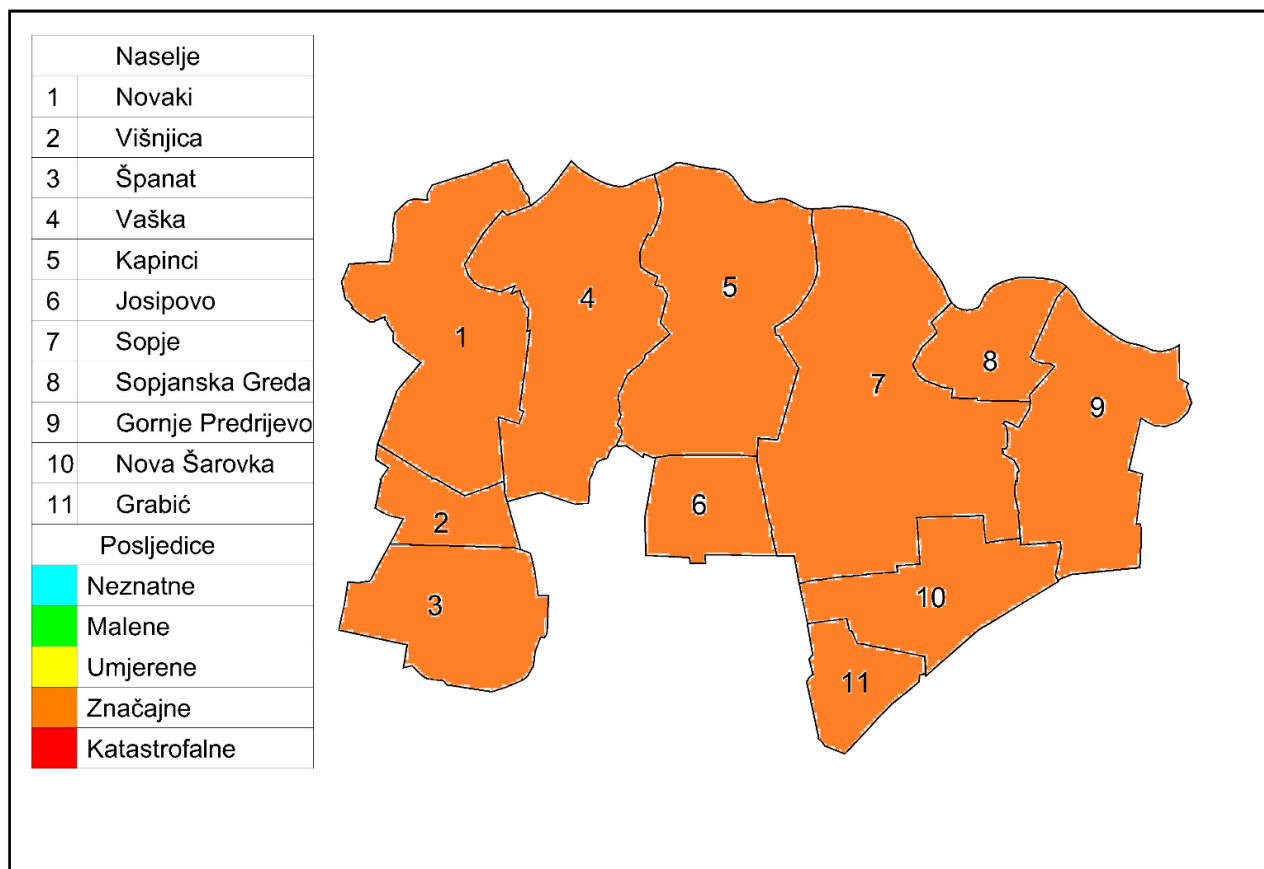 Naselje
1 Novaki
2 Višnjica
3 Španat
4 Vaška
5 Kapinci
6 Josipovo
7 Sopje
8 Sopjanska Greda
9 Gornje Predrijevo
10 Nova Šarovka
11 Grabić
Posljedice
Neznatne
Malene
Umjerene
Značajne
Katastrofalne
1
2
3
4
5
6
7
8
9
10
11